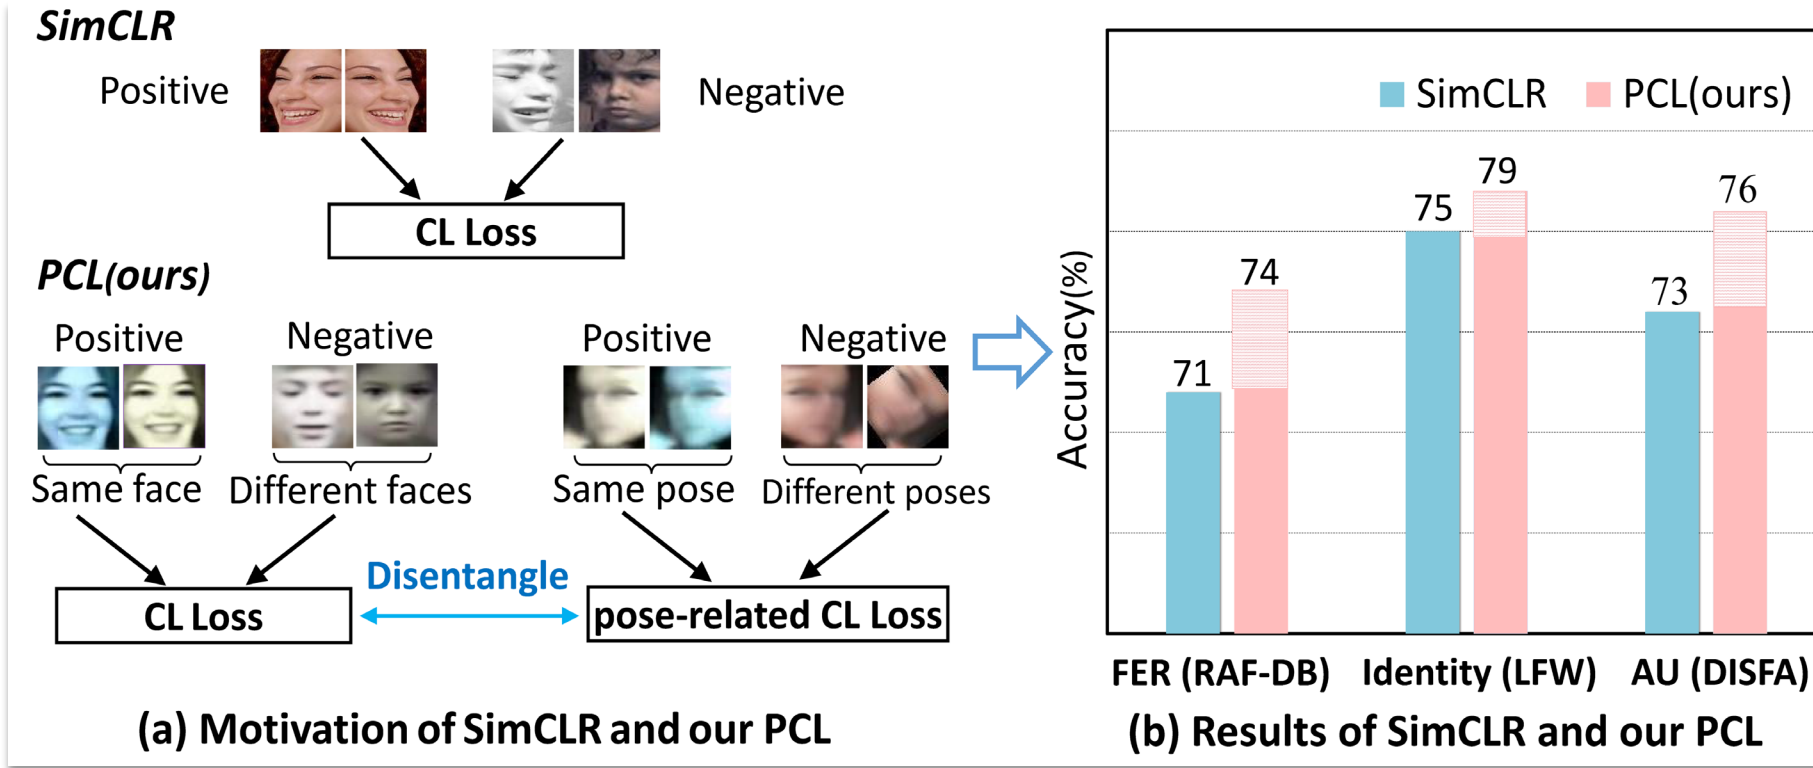 SimCLR
Positive
Negative
CL Loss
PCL(ours)
Positive
Negative
Positive
Negative
Same face
Different faces
Same pose
Different poses
Disentangle
CL Loss
pose-related CL Loss
(a) Motivation of SimCLR and our PCL
SimCLR
PCL(ours)
Accuracy(%)
71
74
75
79
73
76
FER (RAF-DB)
Identity (LFW)
AU (DISFA)
(b) Results of SimCLR and our PCL